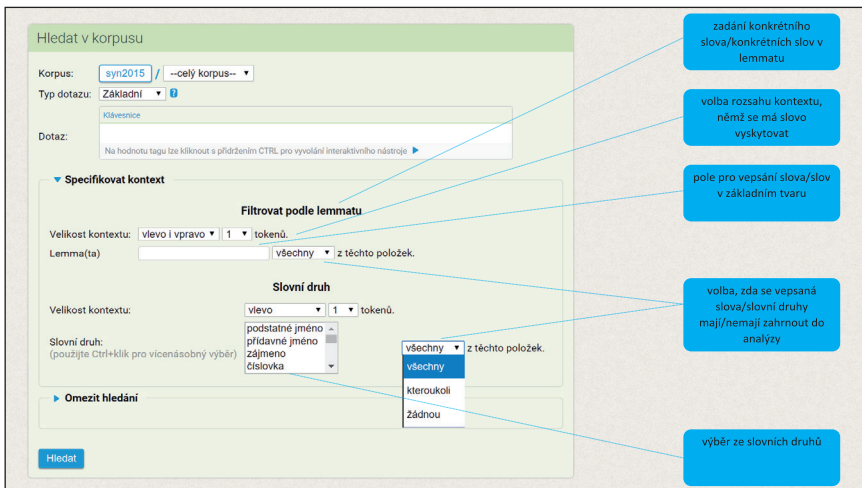 Hledat v korpusu
Korpus: syn2015 / --celý korpus--
Typ dotazu: Základní ?
Klávesnice
Dotaz:
Na hodnotu tagu lze kliknout s přidržením CTRL pro vyvolání interaktivního nástroje
Specifikovat kontext
Filtrovat podle lemmatu
Velikost kontextu: vlevo i vpravo 1 tokenů.
Lemma(ta) všechny z těchto položek.
Slovní druh
Velikost kontextu: vlevo 1 tokenů.
Slovní druh:
(použijte Ctrl+klik pro vícenásobný výběr)
podstatné jméno
přídavné jméno
zájmeno
číslovka
všechny z těchto položek.
všechny
kteroukoli
žádnou
Omezit hledání
Hledat
zadání konkrétního
slova/konkrétních slov v
lemmatu
volba rozsahu kontextu,
němž se má slovo
vyskytovat
pole pro vepsání slova/slov
v základním tvaru
volba, zda se vepsaná
slova/slovní druhy
mají/nemají zahrnout do
analýzy
výběr ze slovních druhů